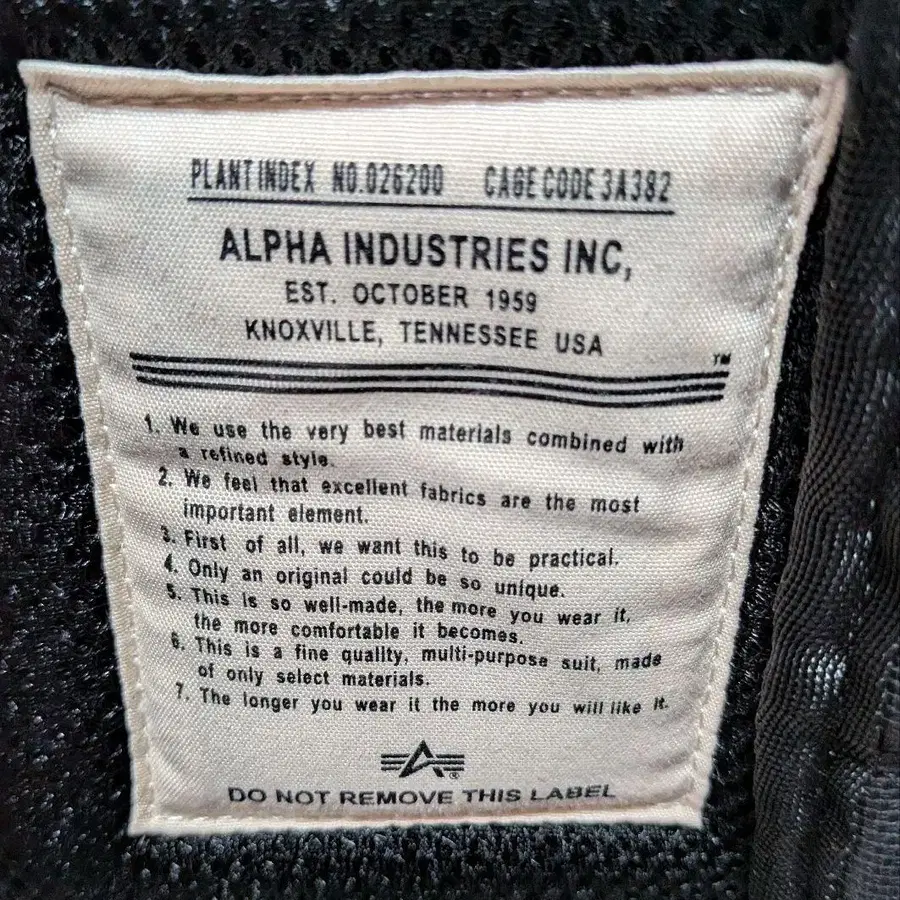 PLANT INDEX NO.026200 CAGE CODE 3A382
ALPHA INDUSTRIES INC,
EST. OCTOBER 1959
KNOXVILLE, TENNESSEE USA
TM
1. We use the very best materials combined with
a refined style.
2. We feel that excellent fabrics are the most
important element.
3. First of all, we want this to be practical.
4. Only an original could be so unique.
5. This is so well-made, the more you wear it,
the more comfortable it becomes.
6. This is a fine quality, multi-purpose suit, made
of only select materials.
7. The longer you wear it the more you will like it.
®
DO NOT REMOVE THIS LABEL